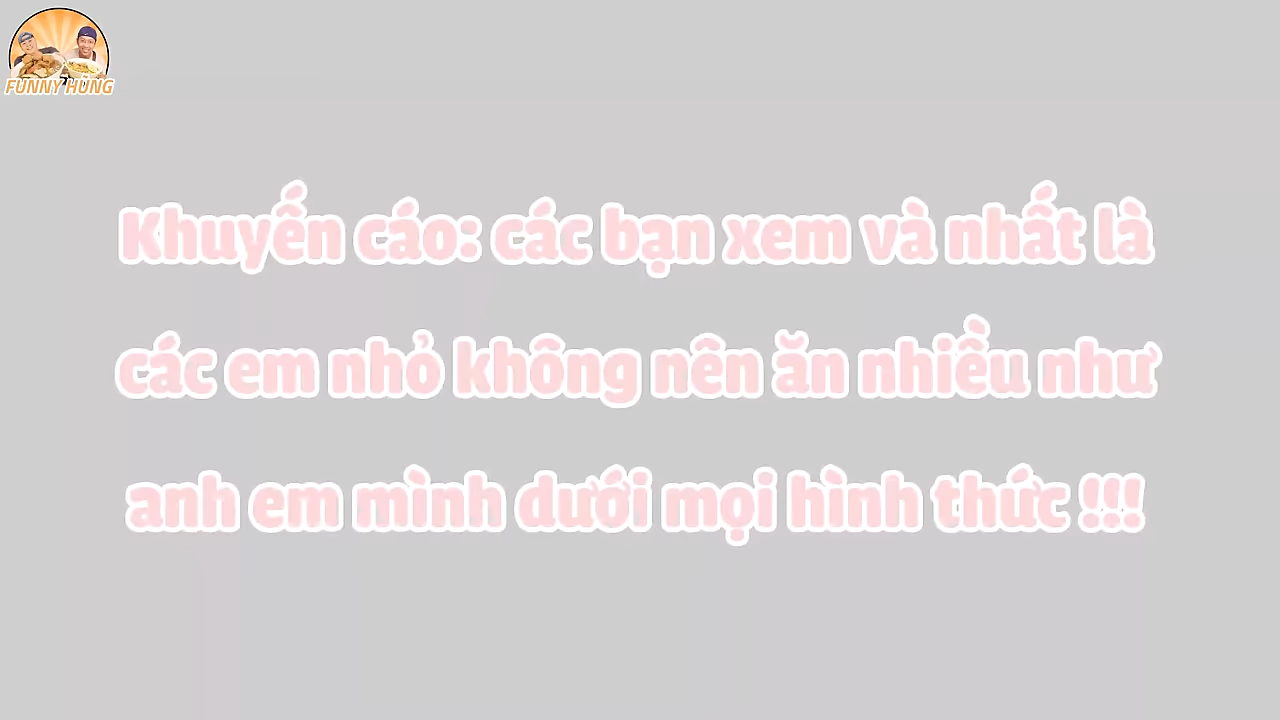 FUNNY HÙNG
Khuyến cáo: các bạn xem và nhất là
các em nhỏ không nên ăn nhiều như
anh em mình dưới mọi hình thức !!!